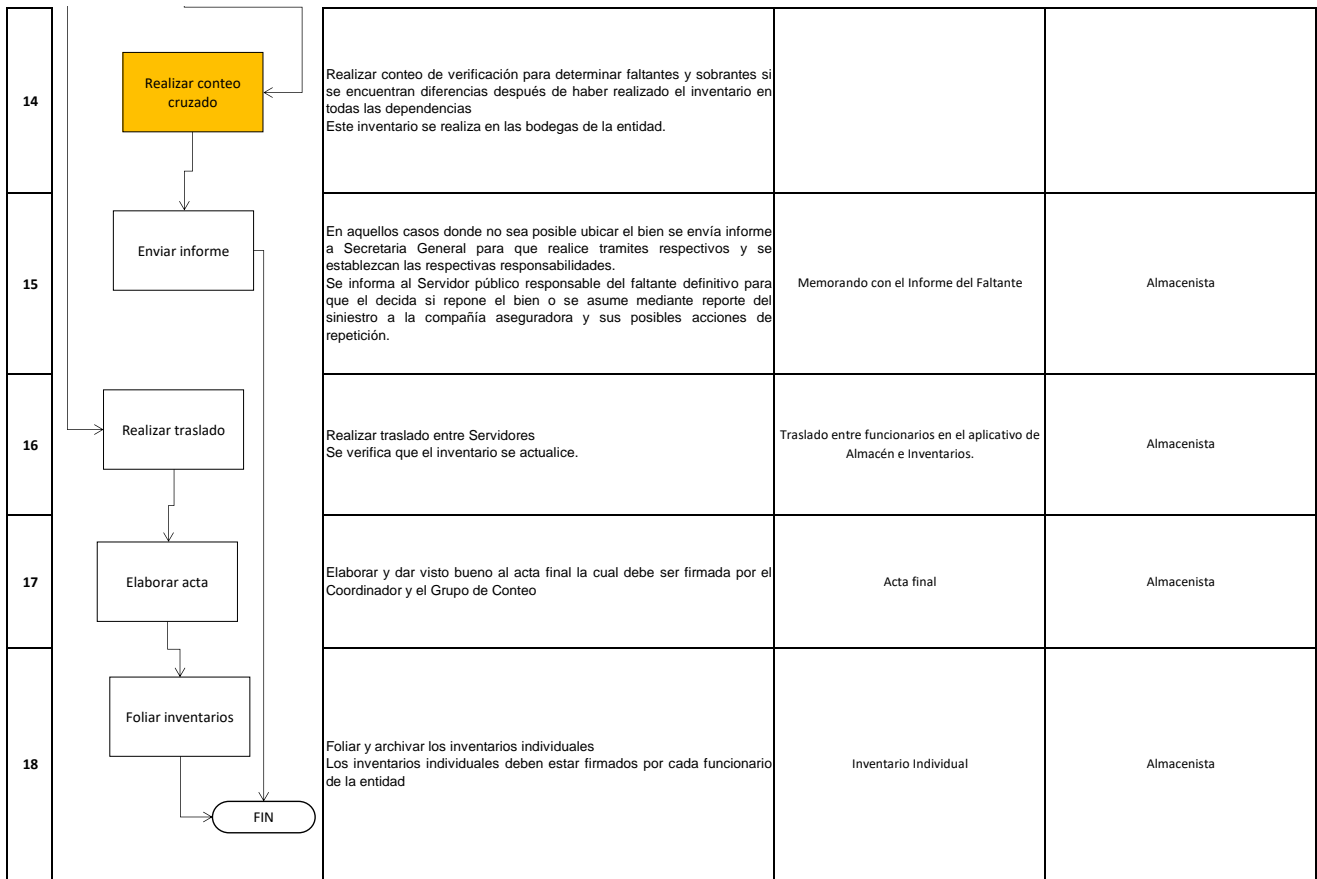 14
Realizar conteo
cruzado
Realizar conteo de verificación para determinar faltantes y sobrantes si
se encuentran diferencias después de haber realizado el inventario en
todas las dependencias
Este inventario se realiza en las bodegas de la entidad.
15
Enviar informe
En aquellos casos donde no sea posible ubicar el bien se envía informe
a Secretaria General para que realice tramites respectivos y se
establezcan las respectivas responsabilidades.
Se informa al Servidor público responsable del faltante definitivo para
que el decida si repone el bien o se asume mediante reporte del
siniestro a la compañía aseguradora y sus posibles acciones de
repetición.
Memorando con el Informe del Faltante
Almacenista
16
Realizar traslado
Realizar traslado entre Servidores
Se verifica que el inventario se actualice.
Traslado entre funcionarios en el aplicativo de
Almacén e Inventarios.
Almacenista
17
Elaborar acta
Elaborar y dar visto bueno al acta final la cual debe ser firmada por el
Coordinador y el Grupo de Conteo
Acta final
Almacenista
18
Foliar inventarios
Foliar y archivar los inventarios individuales
Los inventarios individuales deben estar firmados por cada funcionario
de la entidad
Inventario Individual
Almacenista
FIN